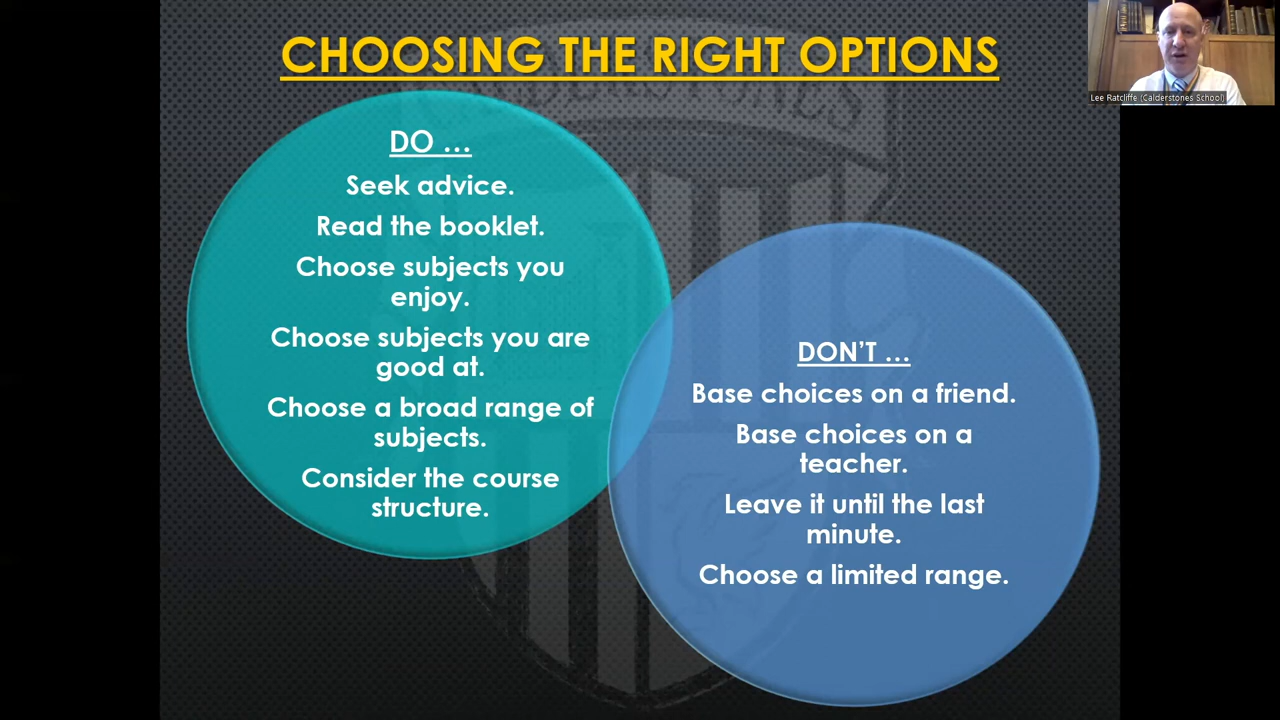 CHOOSING THE RIGHT OPTIONS
Lee Ratcliffe (Calderstones School)
DO …
Seek advice.
Read the booklet.
Choose subjects you
enjoy.
Choose subjects you are
good at.
Choose a broad range of
subjects.
Consider the course
structure.
DON’T …
Base choices on a friend.
Base choices on a
teacher.
Leave it until the last
minute.
Choose a limited range.